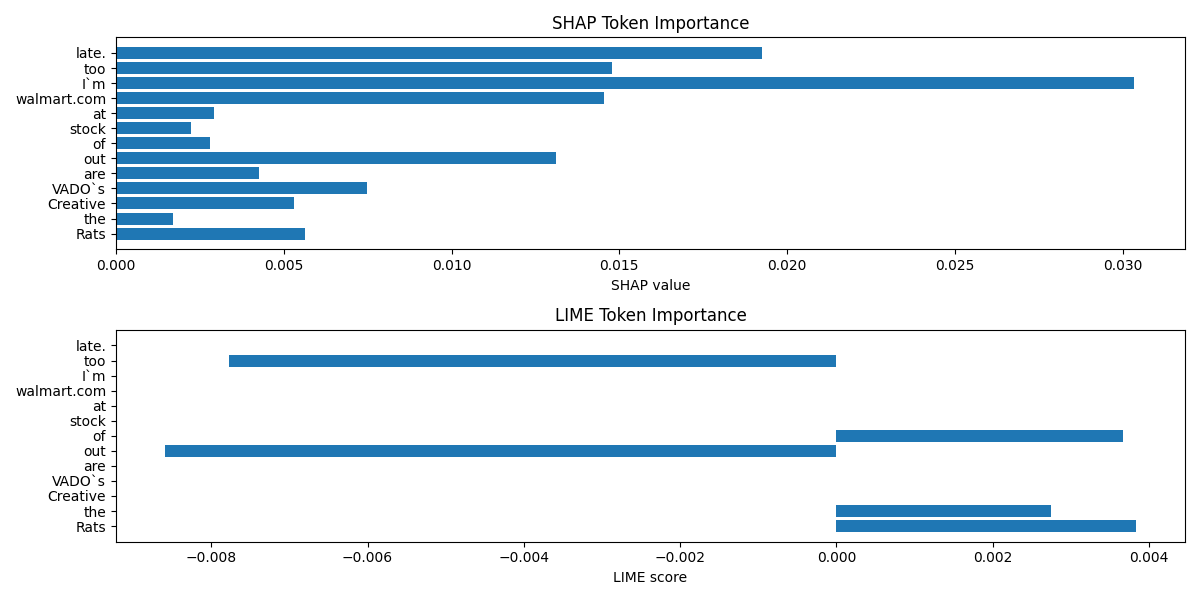 SHAP Token Importance
late.
too
I`m
walmart.com
at
stock
of
out
are
VADO`s
Creative
the
Rats
0.000 0.005 0.010 0.015 0.020 0.025 0.030
SHAP value
LIME Token Importance
late.
too
I`m
walmart.com
at
stock
of
out
are
VADO`s
Creative
the
Rats
−0.008 −0.006 −0.004 −0.002 0.000 0.002 0.004
LIME score